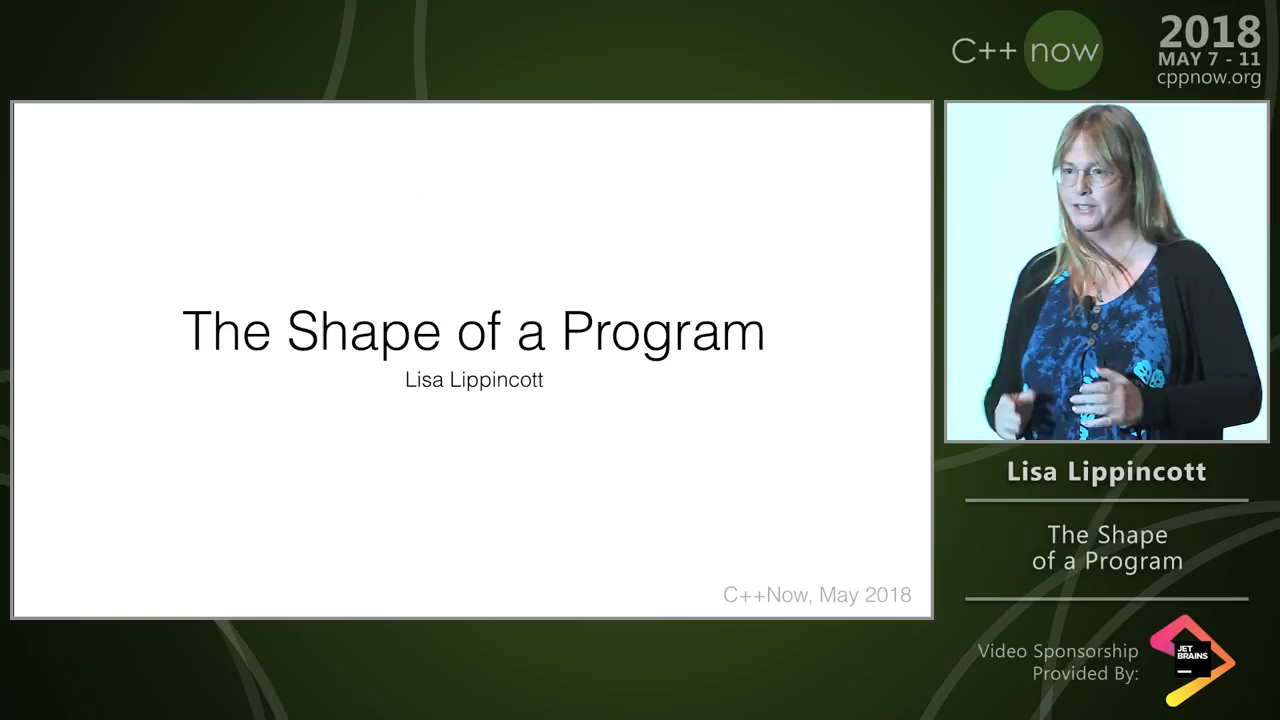 C++ now
2018
MAY 7 - 11
cppnow.org
The Shape of a Program
Lisa Lippincott
C++Now, May 2018
Lisa Lippincott
The Shape
of a Program
Video Sponsorship
Provided By:
JET
BRAINS